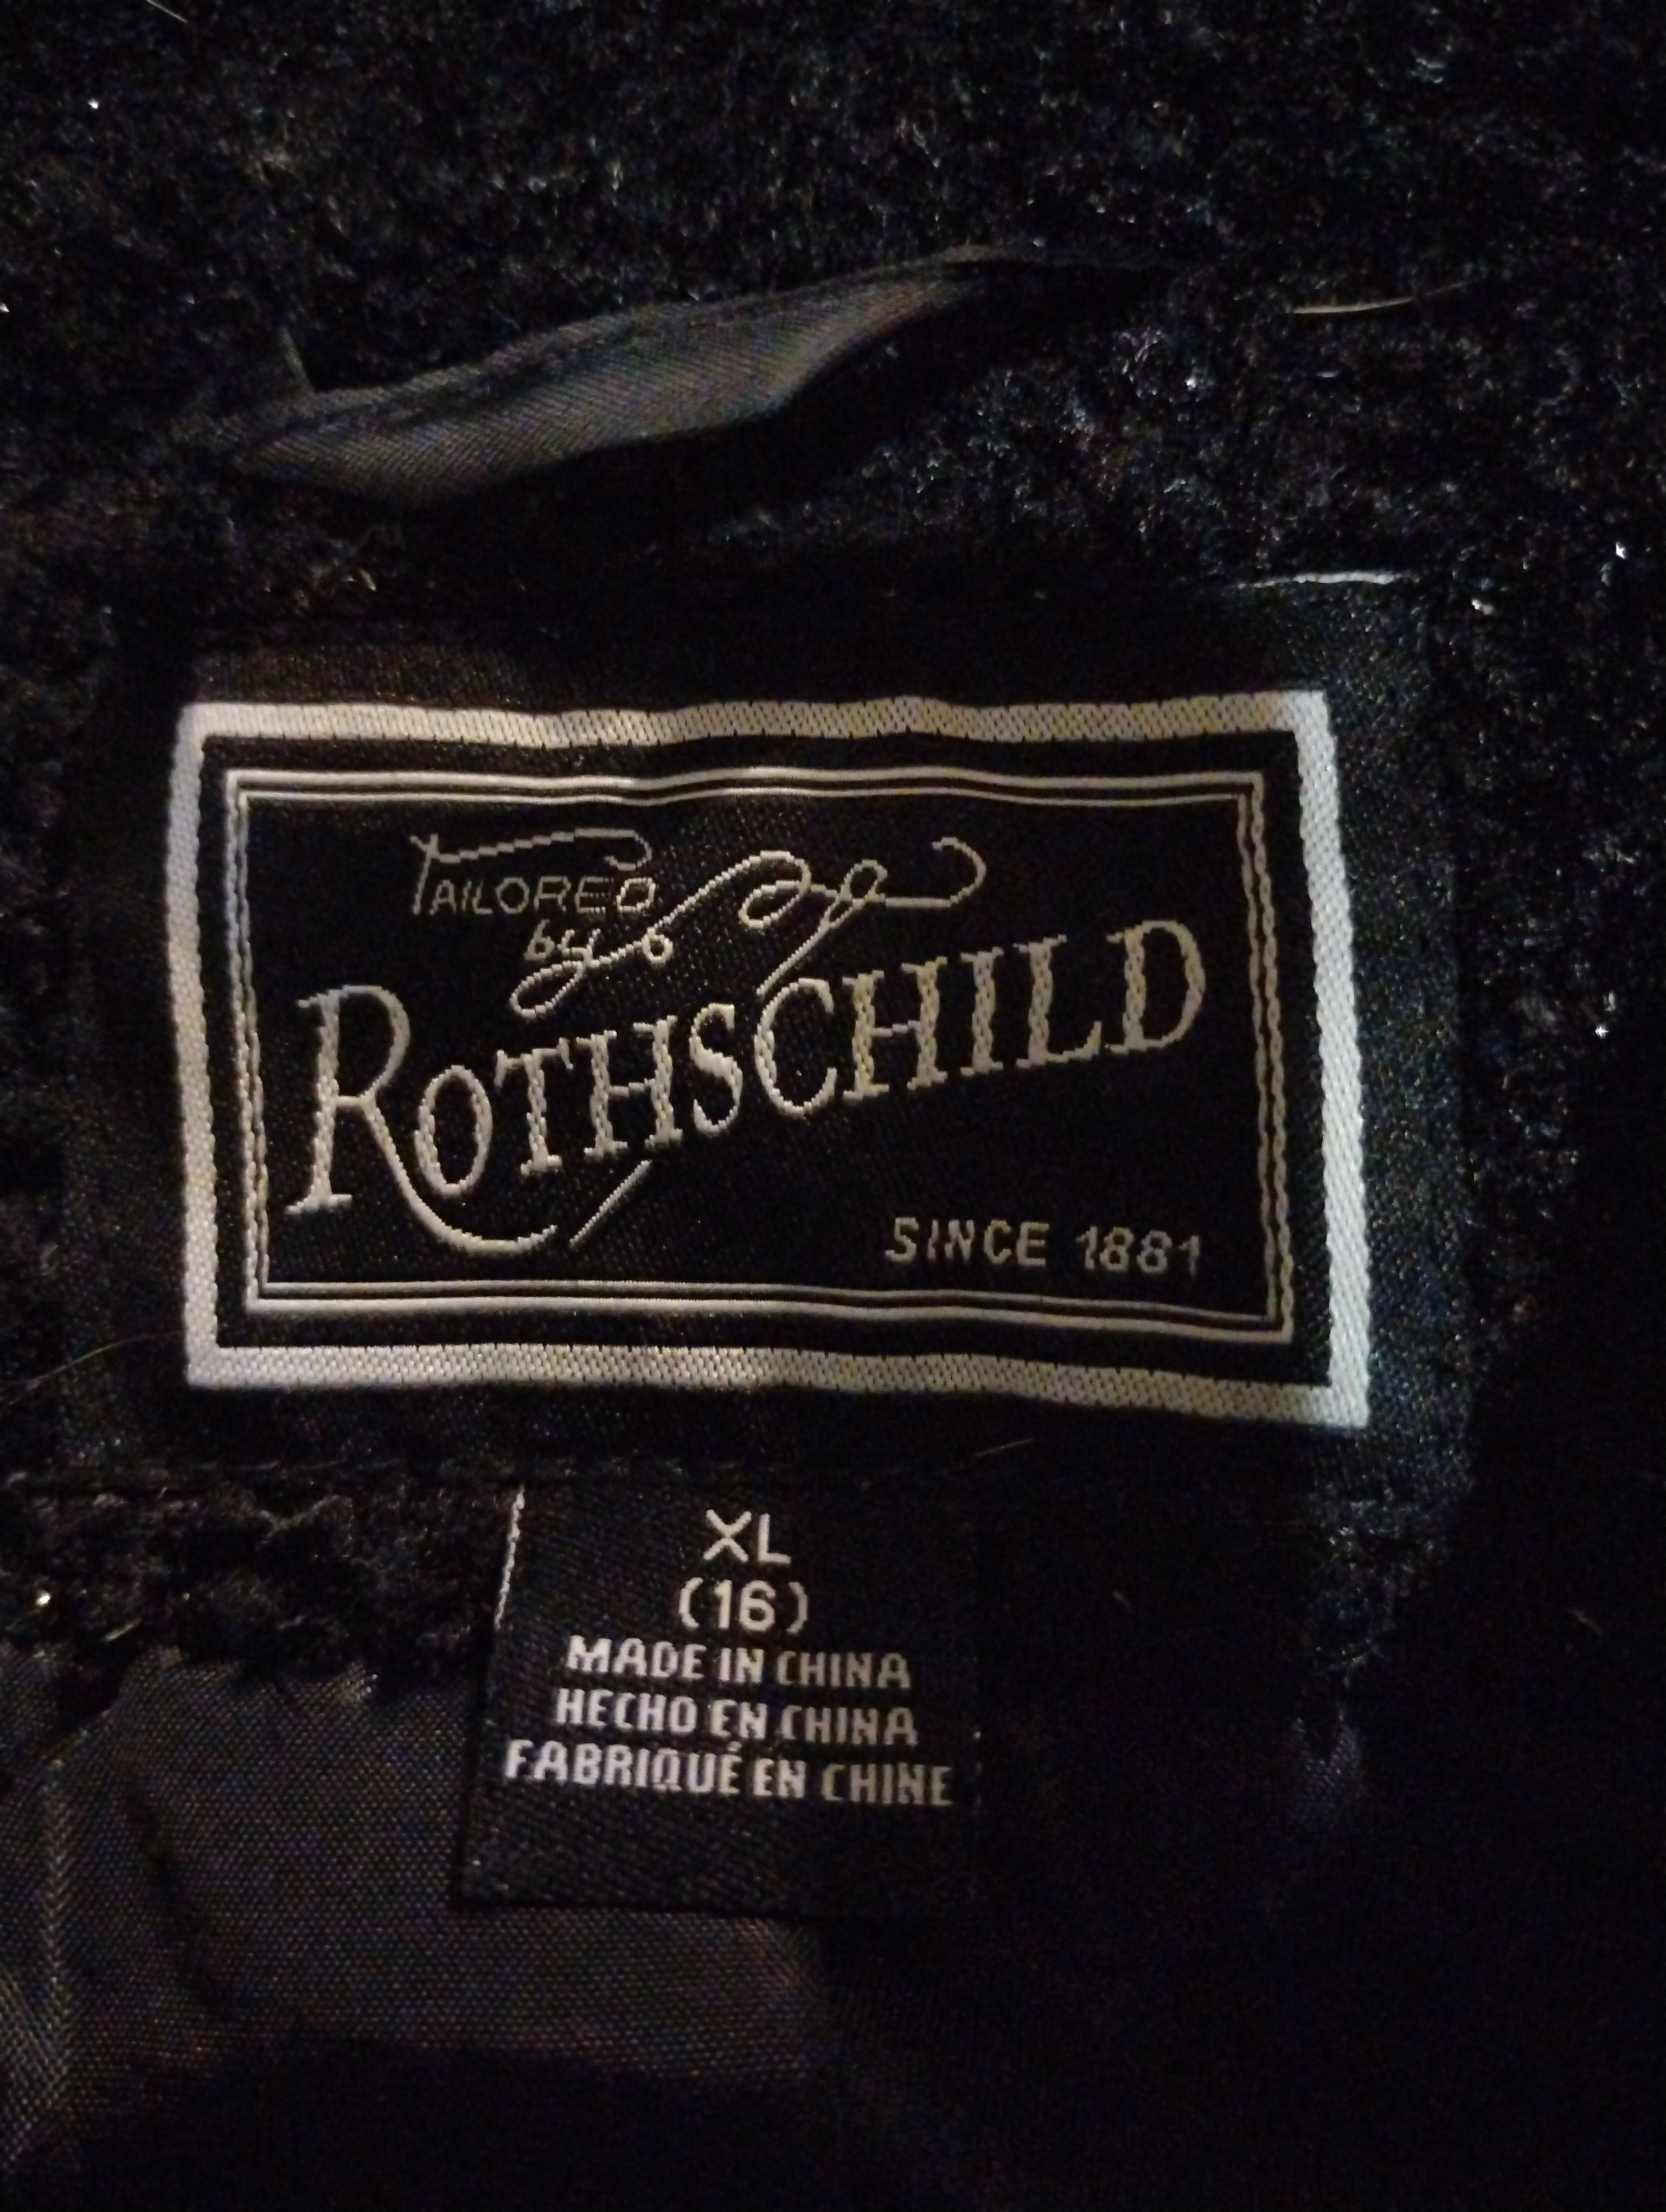 TAILORED
by
ROTHSCHILD
SINCE 1881
XL
(16)
MADE IN CHINA
HECHO EN CHINA
FABRIQUÉ EN CHINE